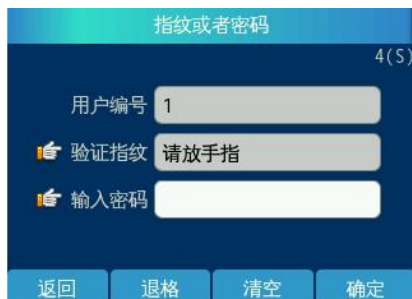 指纹或者密码
4(S)
用户编号 1
验证指纹 请放手指
输入密码
返回 退格 清空 确定